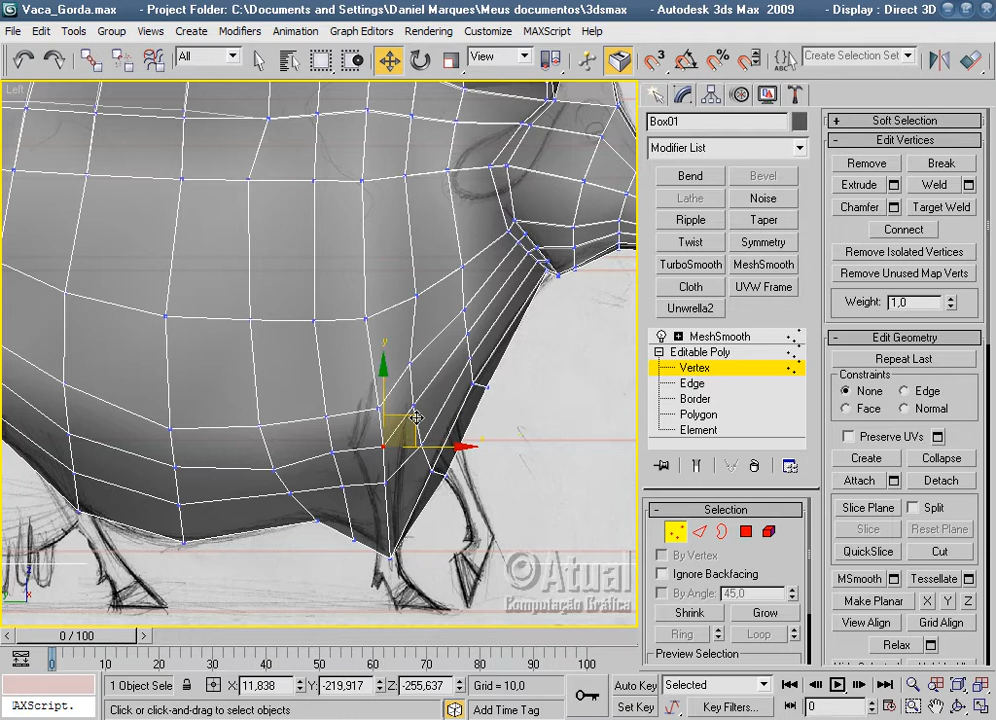 Vaca_Gorda.max - Project Folder: C:\Documents and Settings\Daniel Marques\Meus documentos\3dsmax - Autodesk 3ds Max 2009 - Display : Direct 3D
File Edit Tools Group Views Create Modifiers Animation Graph Editors Rendering Customize MAXScript Help
All View Create Selection Set
Left
Box01
Modifier List
Bend Bevel
Lathe Noise
Ripple Taper
Twist Symmetry
TurboSmooth MeshSmooth
Cloth UVW Frame
Unwrella2
MeshSmooth
Editable Poly
Vertex
Edge
Border
Polygon
Element
- Selection
By Vertex
Ignore Backfacing
By Angle: 45,0
Shrink Grow
Ring Loop
Preview Selection
+ Soft Selection
- Edit Vertices
Remove Break
Extrude Weld
Chamfer Target Weld
Connect
Remove Isolated Vertices
Remove Unused Map Verts
Weight: 1,0
- Edit Geometry
Repeat Last
Constraints
None Edge
Face Normal
Preserve UVs
Create Collapse
Attach Detach
Slice Plane Split
Slice Reset Plane
QuickSlice Cut
MSmooth Tessellate
Make Planar X Y Z
View Align Grid Align
Relax
y
Atual
Computação Gráfica
< 0 / 100 >
0 10 20 30 40 50 60 70 80 90 100
1 Object Sele X: 11,838 Y: -219,917 Z: -255,637 Grid = 10,0
Auto Key Selected
AXScript. Click or click-and-drag to select objects Add Time Tag
Set Key Key Filters... 0